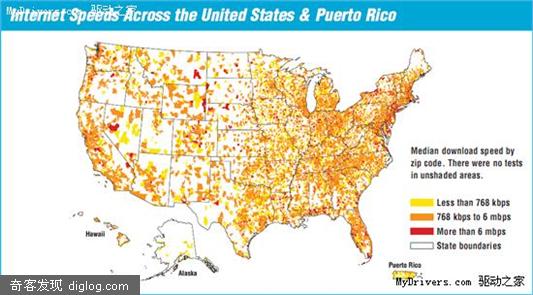 MyDrivers.com 驱动之家
Internet Speeds Across the United States & Puerto Rico
Median download speed by
zip code. There were no tests
in unshaded areas.
Less than 768 kbps
768 kbps to 6 mbps
More than 6 mbps
State boundaries
Hawaii
Alaska
Puerto Rico
奇客发现 diglog.com
MyDrivers.com 驱动之家